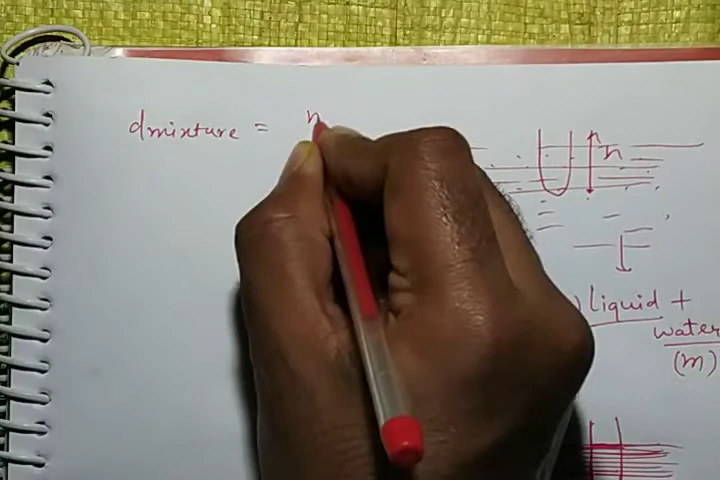 dmixture = n
n
liquid +
water
(m)